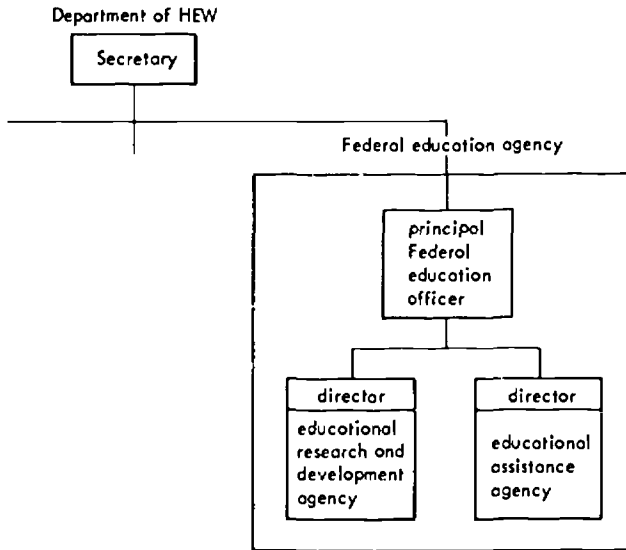 Department of HEW
Secretary
Federal education agency
principal
Federal
education
officer
director
educational
research and
development
agency
director
educational
assistance
agency